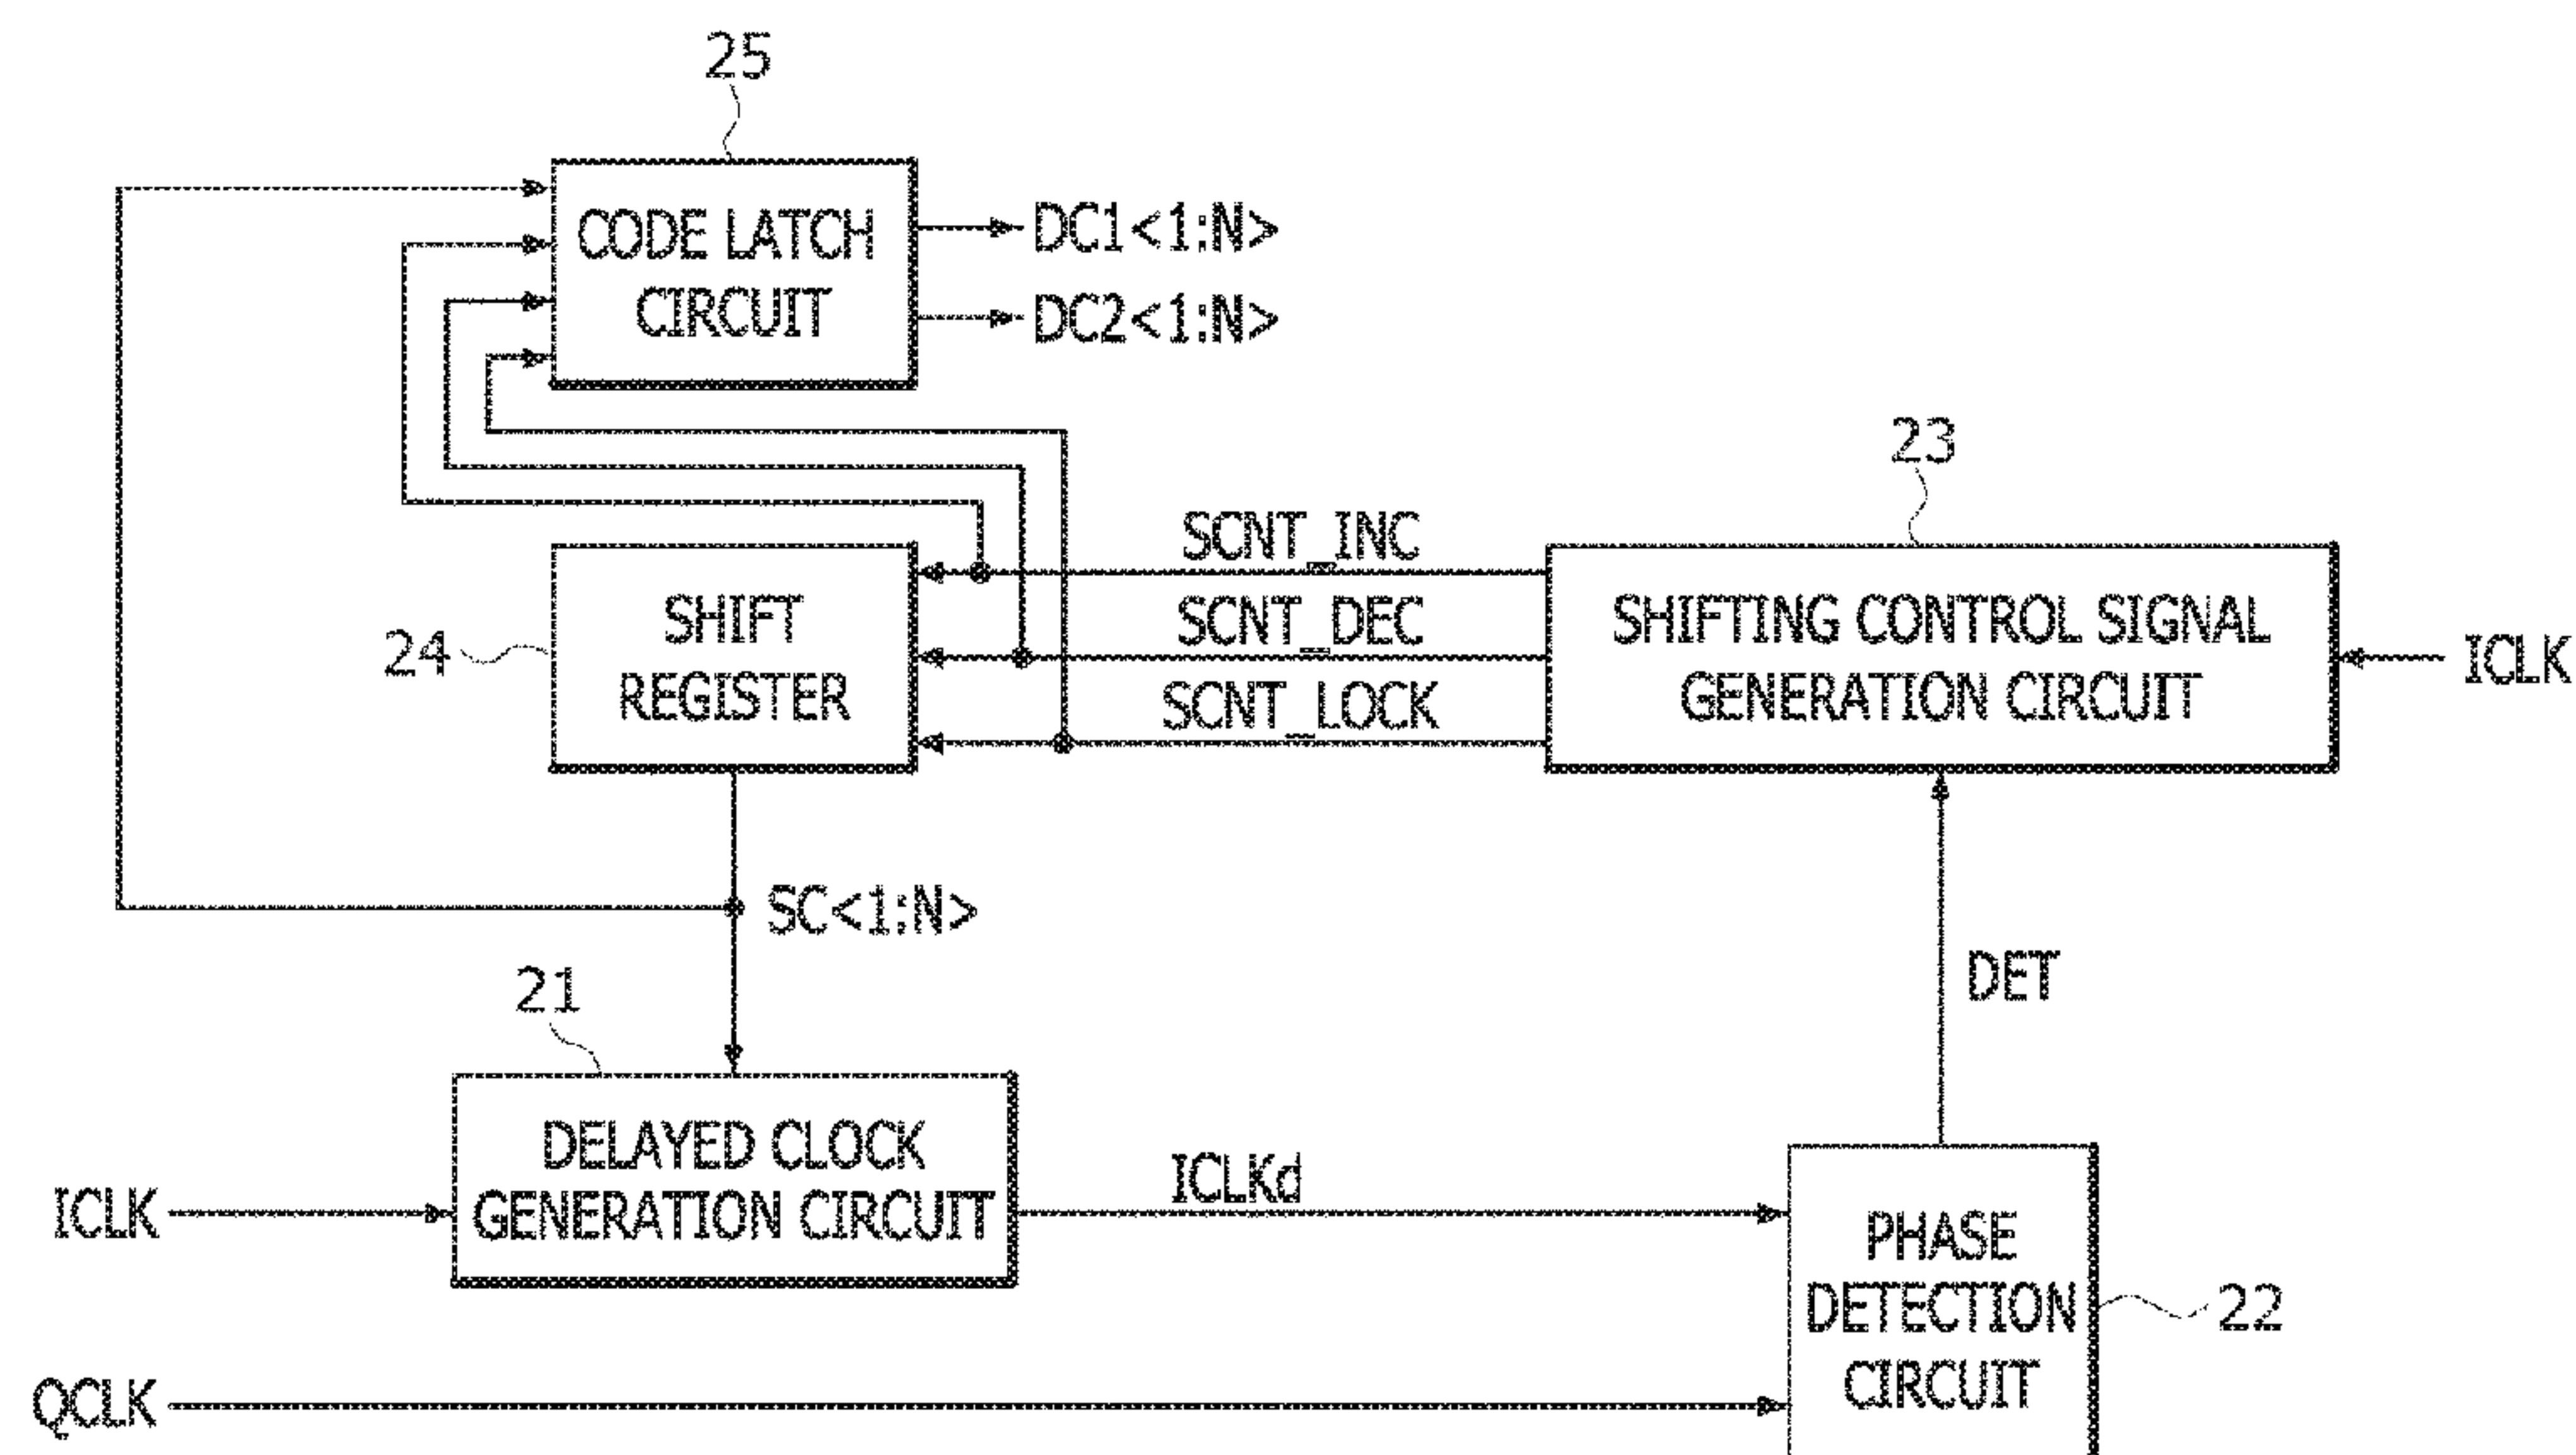 25
CODE LATCH
CIRCUIT
DC1<1:N>
DC2<1:N>
23
SCNT_INC
SCNT_DEC
SCNT_LOCK
SHIFT
REGISTER
24
SHIFTING CONTROL SIGNAL
GENERATION CIRCUIT
ICLK
SC<1:N>
DET
21
DELAYED CLOCK
GENERATION CIRCUIT
ICLK
ICLKd
PHASE
DETECTION
CIRCUIT
22
QCLK